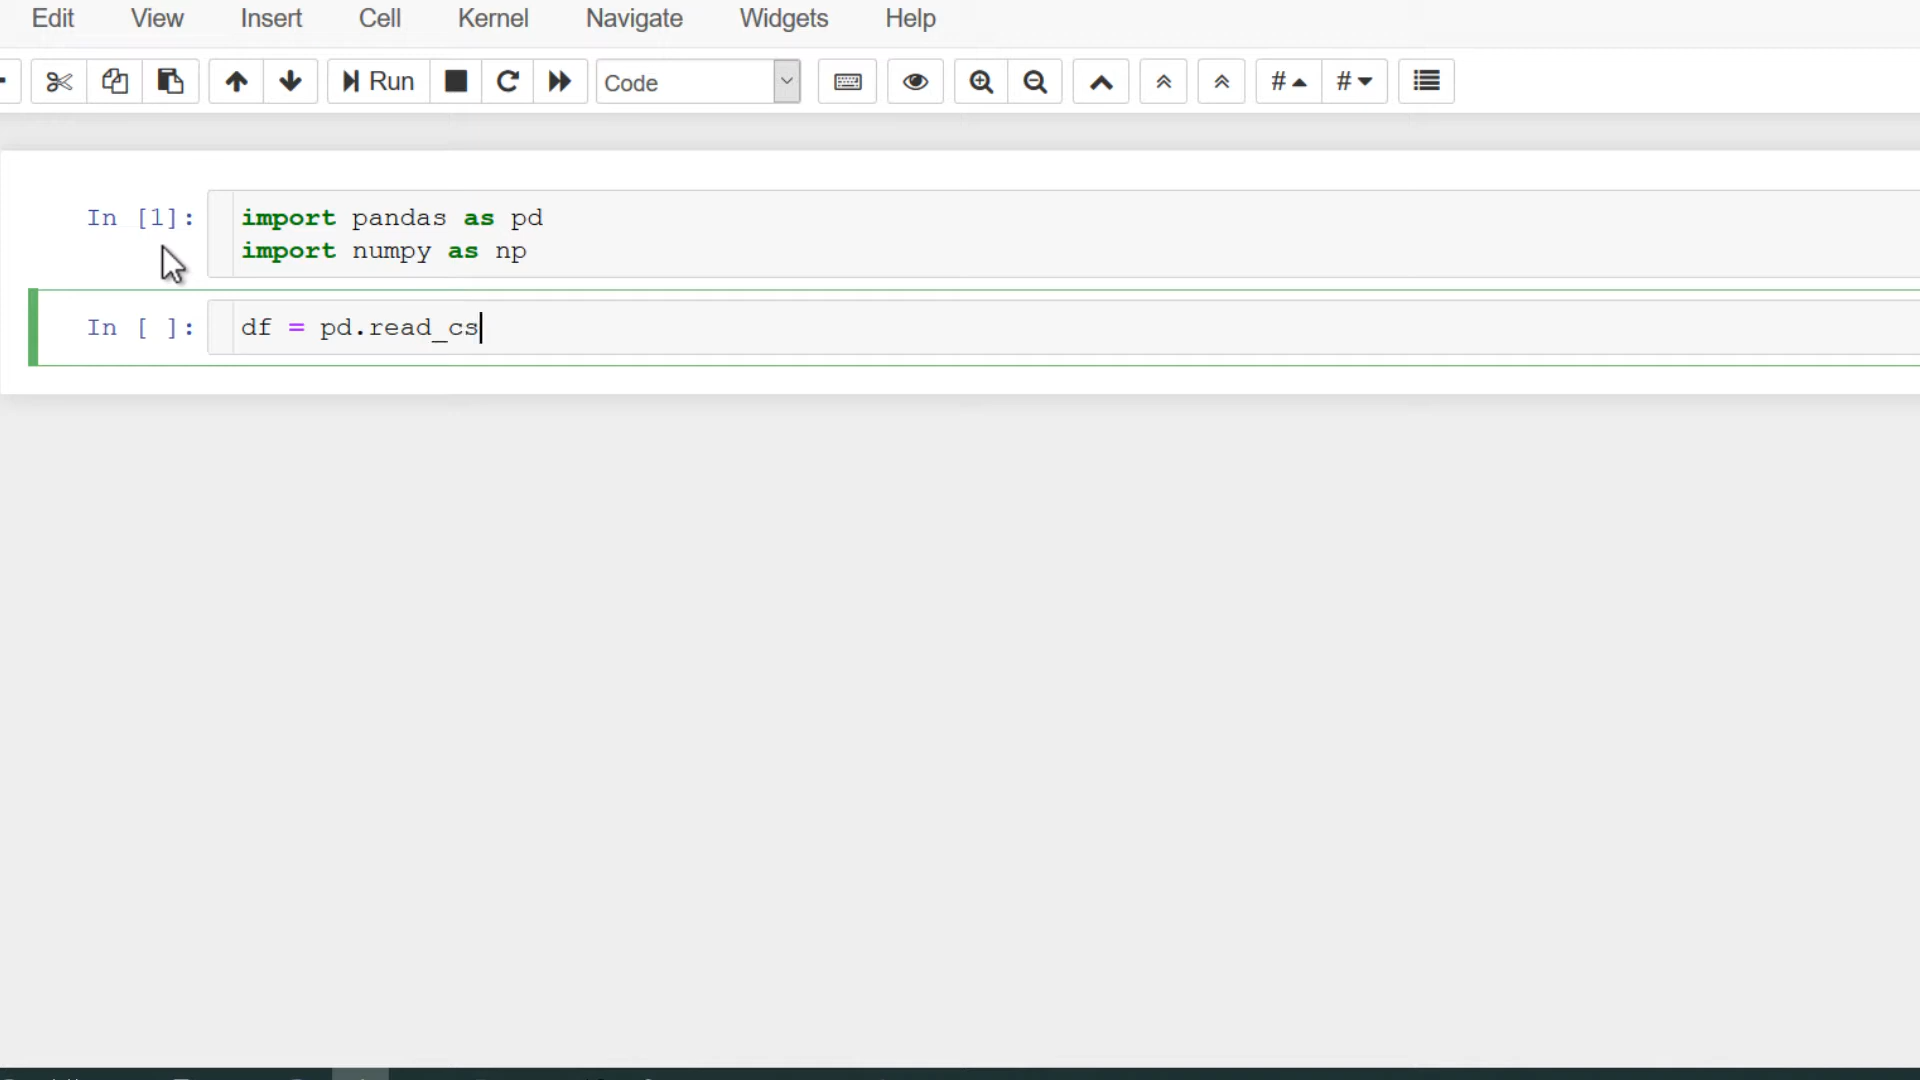 Edit View Insert Cell Kernel Navigate Widgets Help
Run Code # #
In [1]: import pandas as pd
import numpy as np
In [ ]: df = pd.read_cs